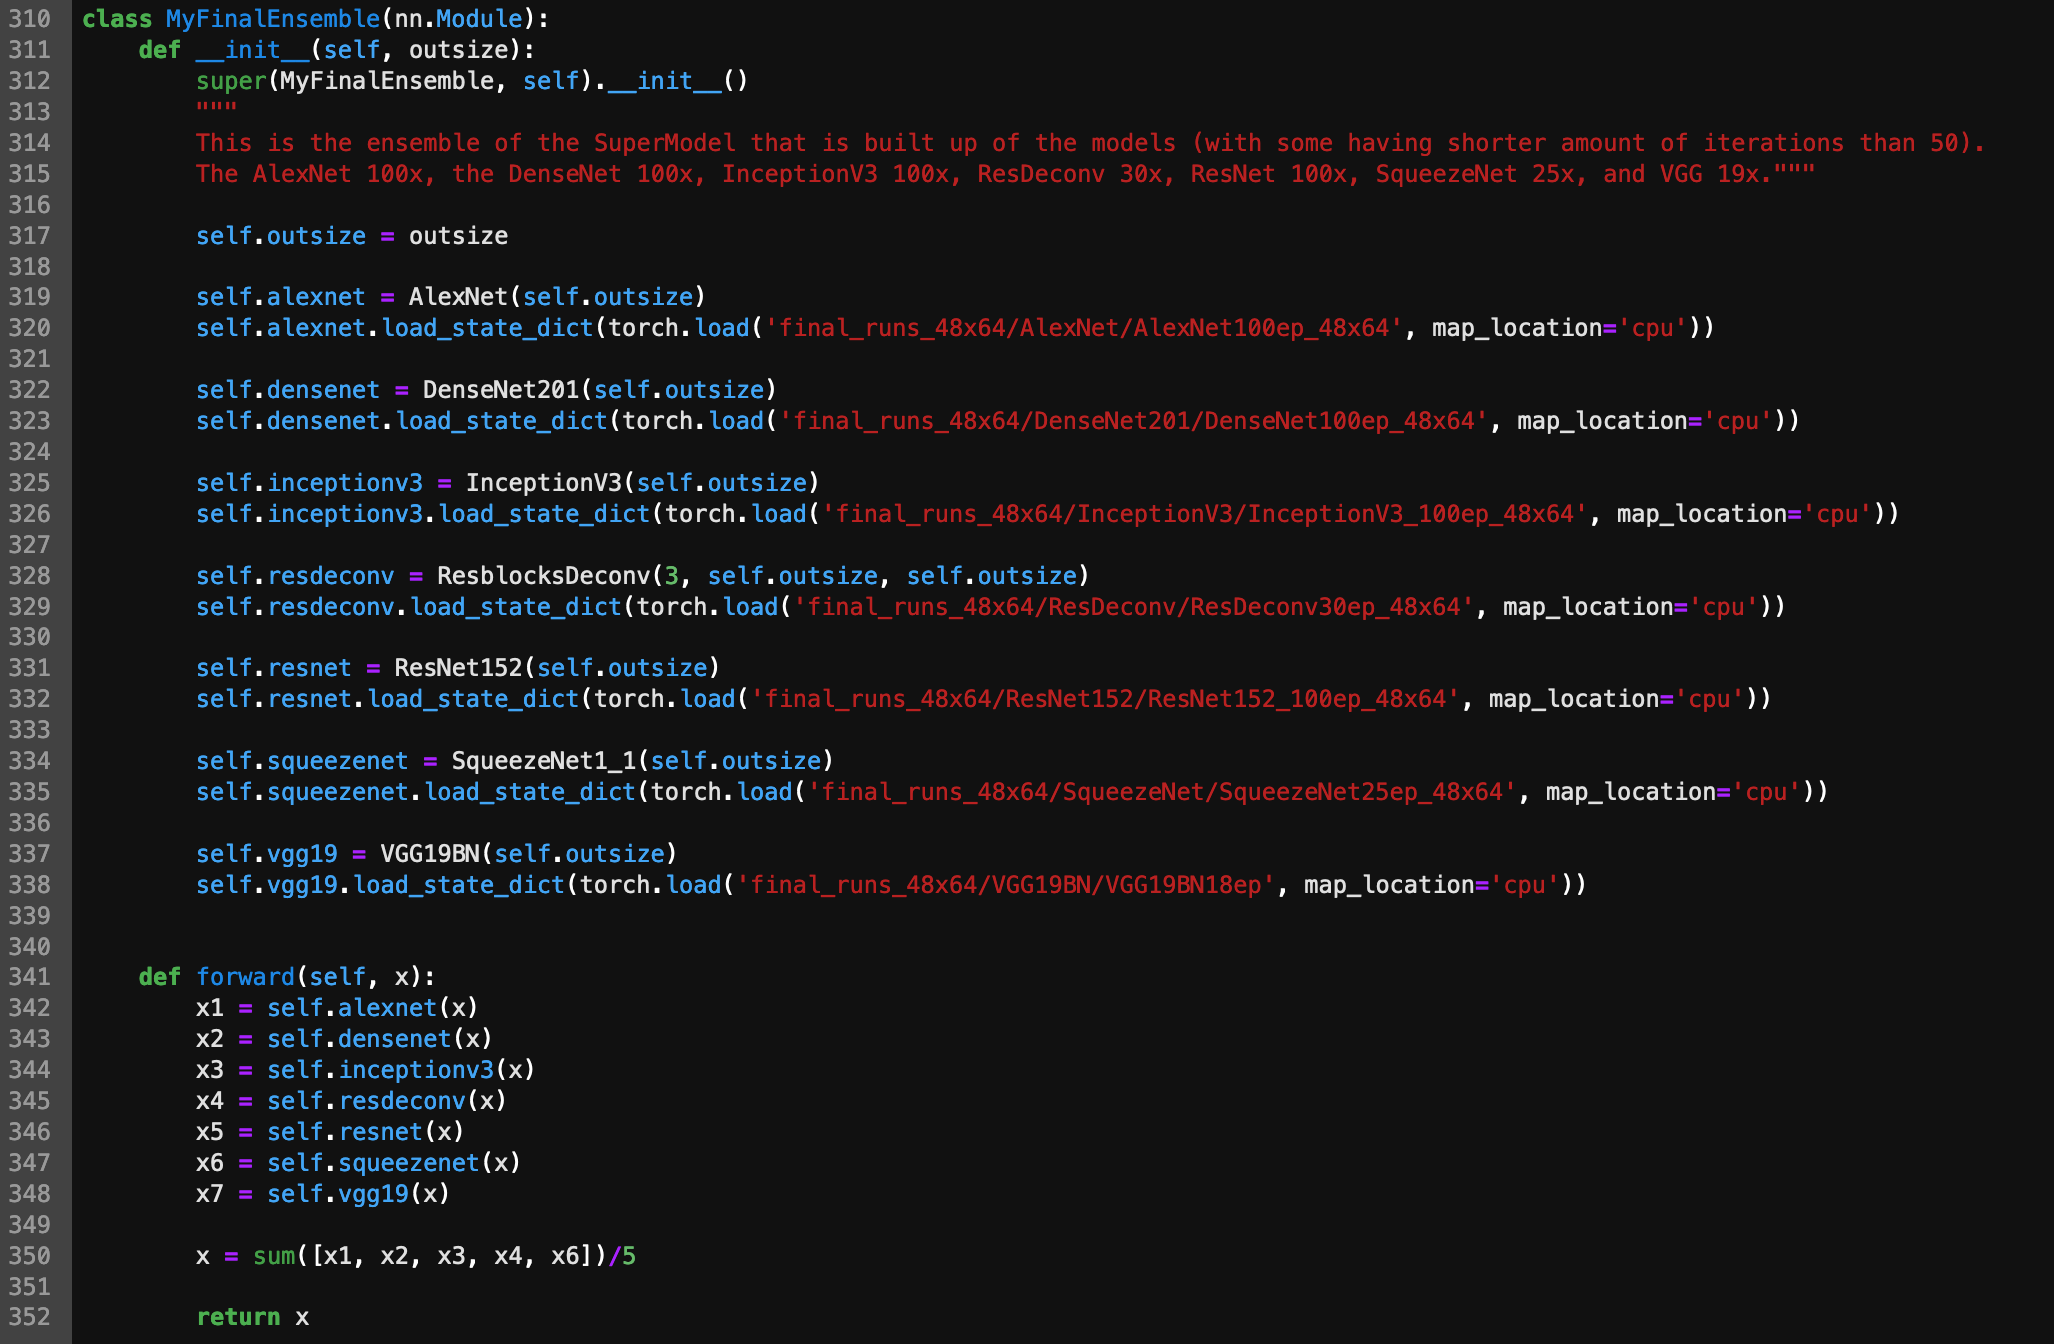 310 class MyFinalEnsemble(nn.Module):
311     def __init__(self, outsize):
312         super(MyFinalEnsemble, self).__init__()
313         """
314         This is the ensemble of the SuperModel that is built up of the models (with some having shorter amount of iterations than 50).
315         The AlexNet 100x, the DenseNet 100x, InceptionV3 100x, ResDeconv 30x, ResNet 100x, SqueezeNet 25x, and VGG 19x."""
316
317         self.outsize = outsize
318
319         self.alexnet = AlexNet(self.outsize)
320         self.alexnet.load_state_dict(torch.load('final_runs_48x64/AlexNet/AlexNet100ep_48x64', map_location='cpu'))
321
322         self.densenet = DenseNet201(self.outsize)
323         self.densenet.load_state_dict(torch.load('final_runs_48x64/DenseNet201/DenseNet100ep_48x64', map_location='cpu'))
324
325         self.inceptionv3 = InceptionV3(self.outsize)
326         self.inceptionv3.load_state_dict(torch.load('final_runs_48x64/InceptionV3/InceptionV3_100ep_48x64', map_location='cpu'))
327
328         self.resdeconv = ResblocksDeconv(3, self.outsize, self.outsize)
329         self.resdeconv.load_state_dict(torch.load('final_runs_48x64/ResDeconv/ResDeconv30ep_48x64', map_location='cpu'))
330
331         self.resnet = ResNet152(self.outsize)
332         self.resnet.load_state_dict(torch.load('final_runs_48x64/ResNet152/ResNet152_100ep_48x64', map_location='cpu'))
333
334         self.squeezenet = SqueezeNet1_1(self.outsize)
335         self.squeezenet.load_state_dict(torch.load('final_runs_48x64/SqueezeNet/SqueezeNet25ep_48x64', map_location='cpu'))
336
337         self.vgg19 = VGG19BN(self.outsize)
338         self.vgg19.load_state_dict(torch.load('final_runs_48x64/VGG19BN/VGG19BN18ep', map_location='cpu'))
339
340
341     def forward(self, x):
342         x1 = self.alexnet(x)
343         x2 = self.densenet(x)
344         x3 = self.inceptionv3(x)
345         x4 = self.resdeconv(x)
346         x5 = self.resnet(x)
347         x6 = self.squeezenet(x)
348         x7 = self.vgg19(x)
349
350         x = sum([x1, x2, x3, x4, x6])/5
351
352         return x